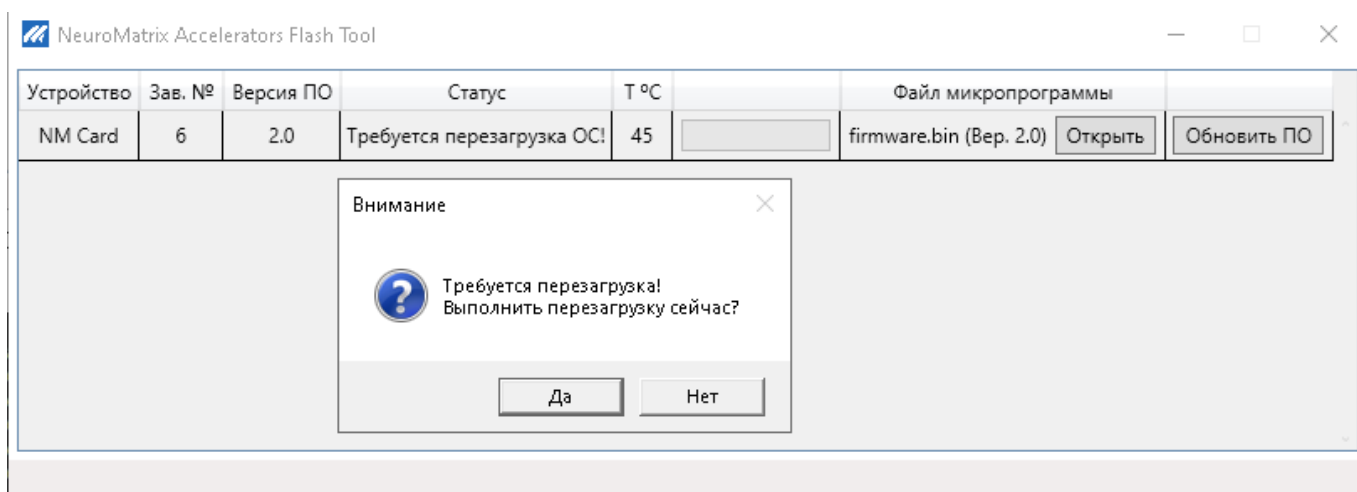 NeuroMatrix Accelerators Flash Tool
Устройство Зав. № Версия ПО Статус T °C Файл микропрограммы
NM Card 6 2.0 Требуется перезагрузка ОС! 45 firmware.bin (Вер. 2.0) Открыть Обновить ПО
Внимание
Требуется перезагрузка!
Выполнить перезагрузку сейчас?
Да Нет